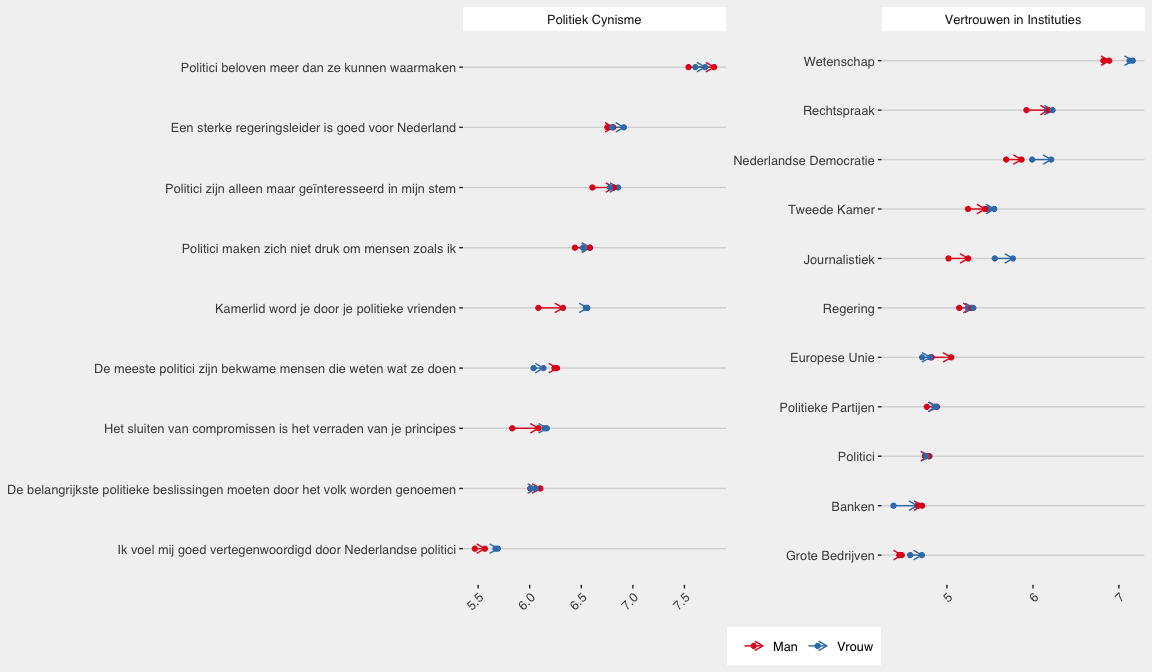 Politiek Cynisme
Politici beloven meer dan ze kunnen waarmaken
Een sterke regeringsleider is goed voor Nederland
Politici zijn alleen maar geïnteresseerd in mijn stem
Politici maken zich niet druk om mensen zoals ik
Kamerlid word je door je politieke vrienden
De meeste politici zijn bekwame mensen die weten wat ze doen
Het sluiten van compromissen is het verraden van je principes
De belangrijkste politieke beslissingen moeten door het volk worden genoemen
Ik voel mij goed vertegenwoordigd door Nederlandse politici
5.5 6.0 6.5 7.0 7.5
Vertrouwen in Instituties
Wetenschap
Rechtspraak
Nederlandse Democratie
Tweede Kamer
Journalistiek
Regering
Europese Unie
Politieke Partijen
Politici
Banken
Grote Bedrijven
5 6 7
Man Vrouw